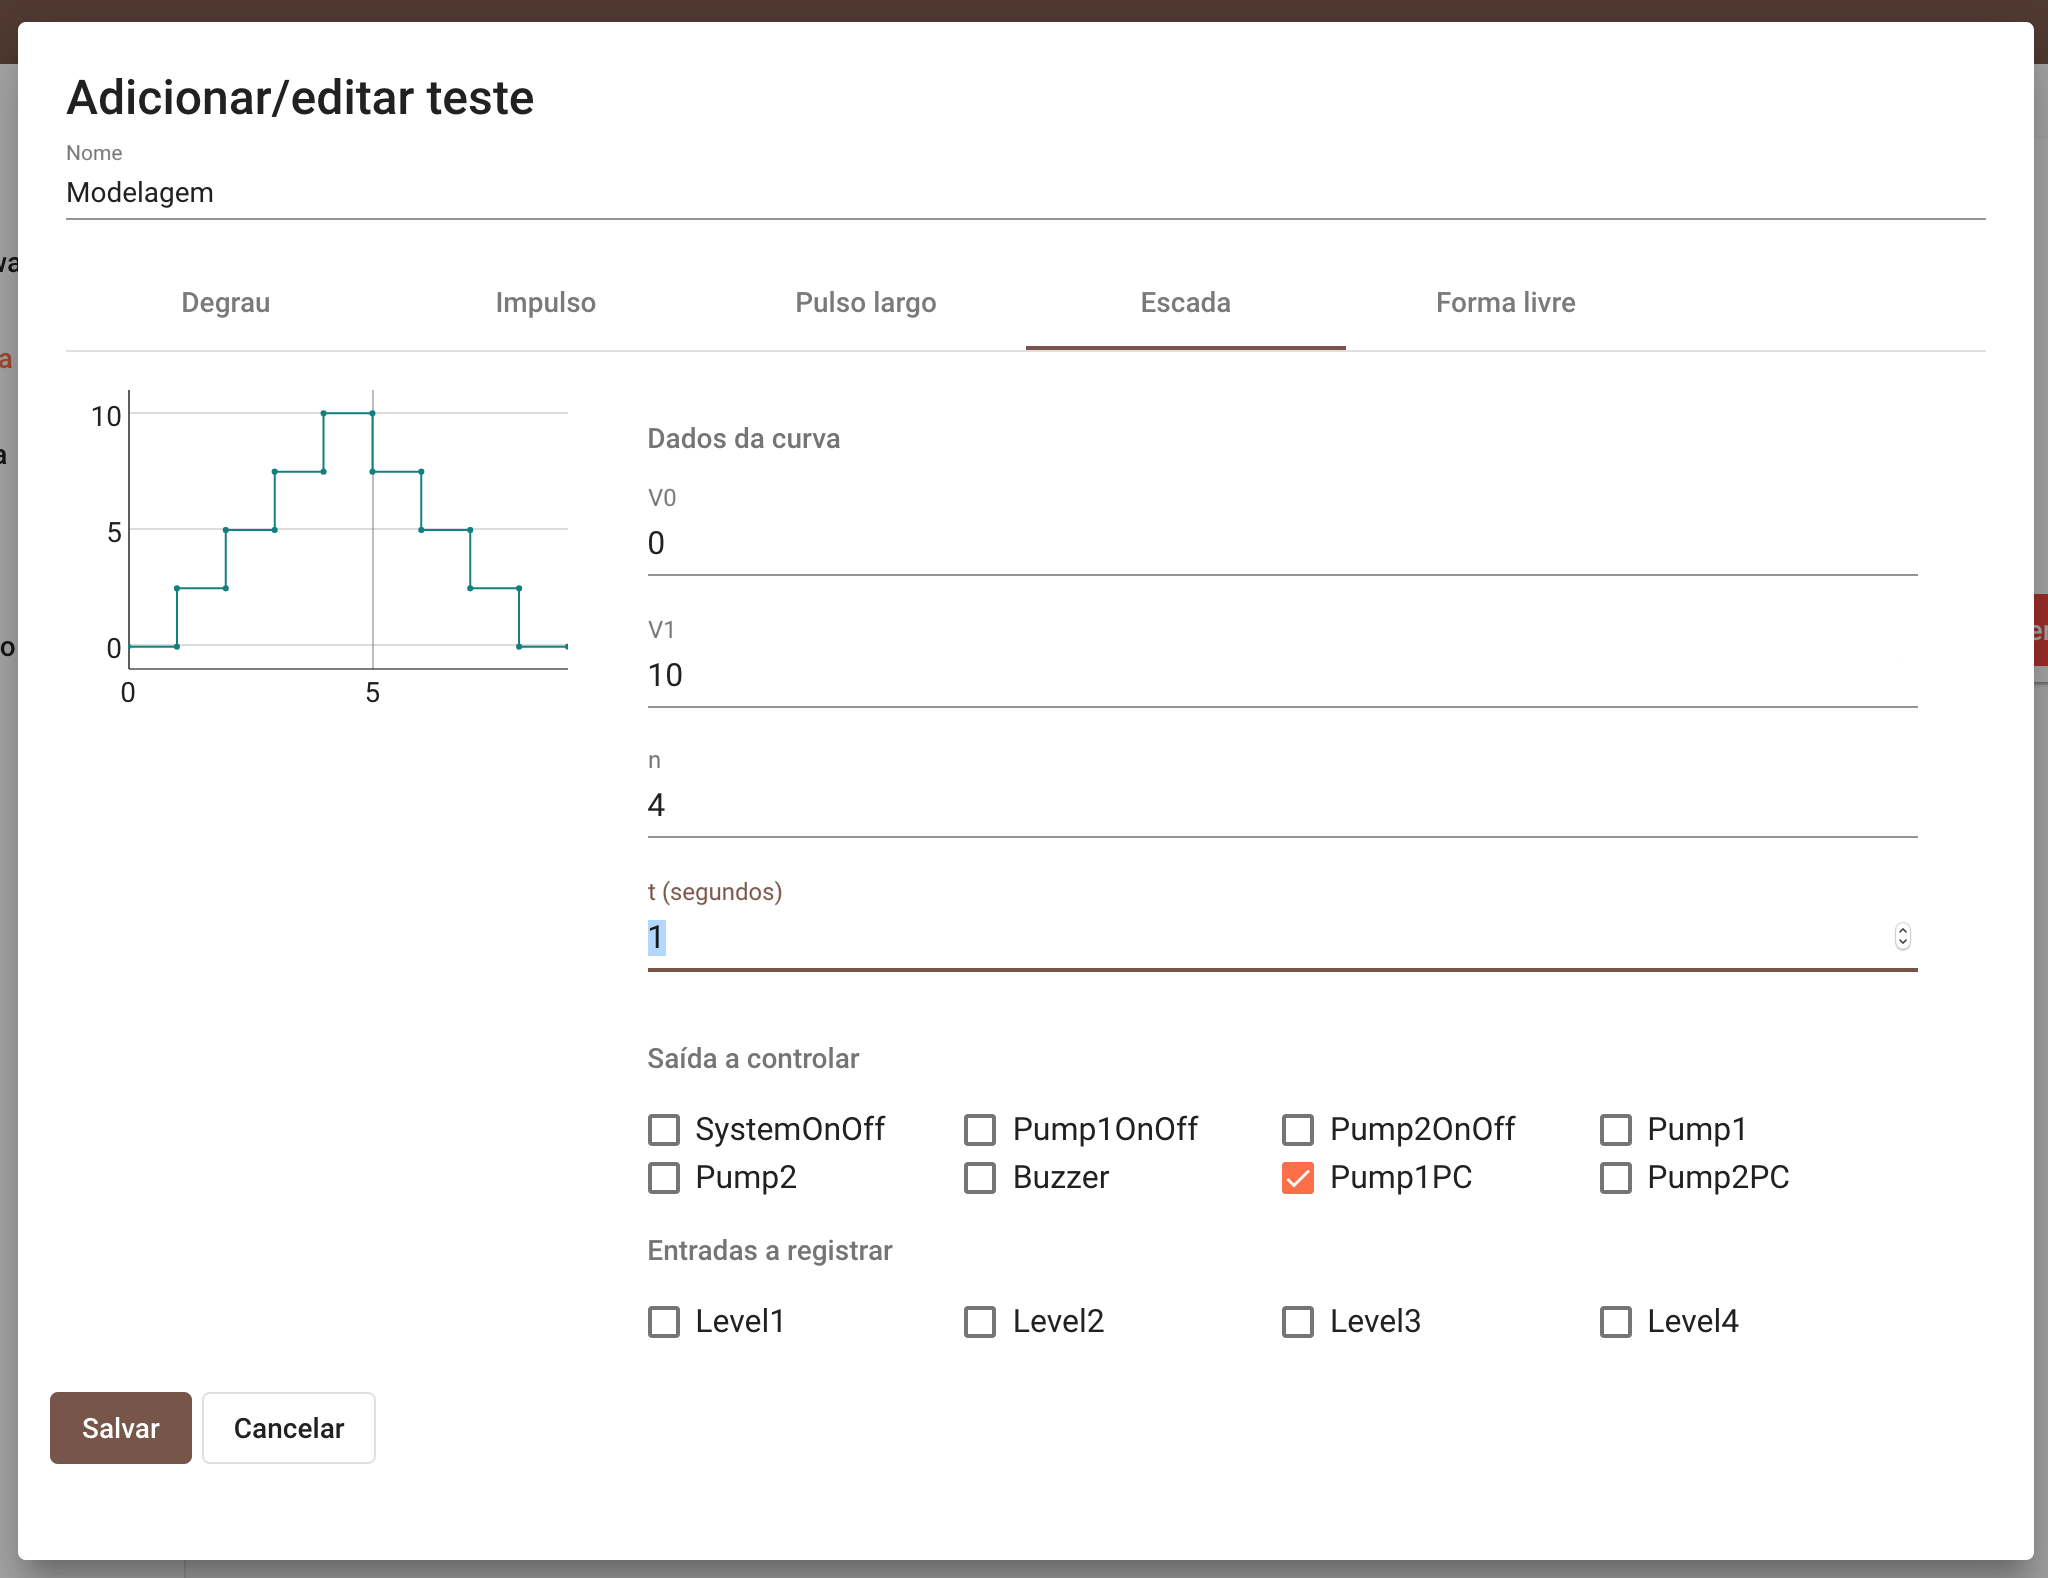 Adicionar/editar teste
Nome
Modelagem
Degrau Impulso Pulso largo Escada Forma livre
10
5
0
0 5
Dados da curva
V0
0
V1
10
n
4
t (segundos)
1
Saída a controlar
SystemOnOff Pump1OnOff Pump2OnOff Pump1
Pump2 Buzzer Pump1PC Pump2PC
Entradas a registrar
Level1 Level2 Level3 Level4
Salvar Cancelar